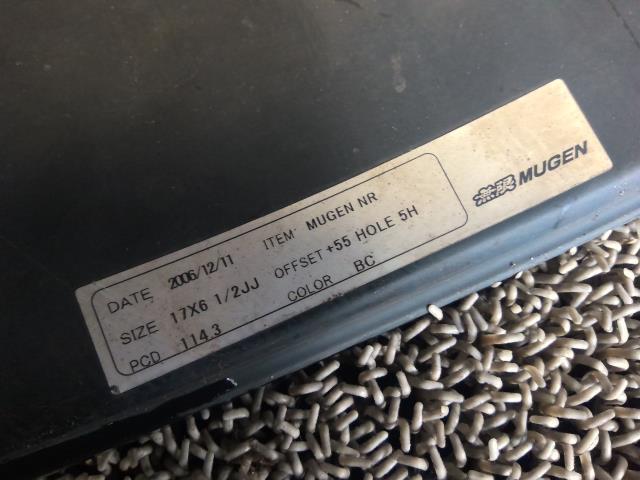 DATE 2006/12/11 ITEM MUGEN NR
SIZE 17X6 1/2JJ OFFSET +55 HOLE 5H
PCD 114.3 COLOR BC
無限 MUGEN